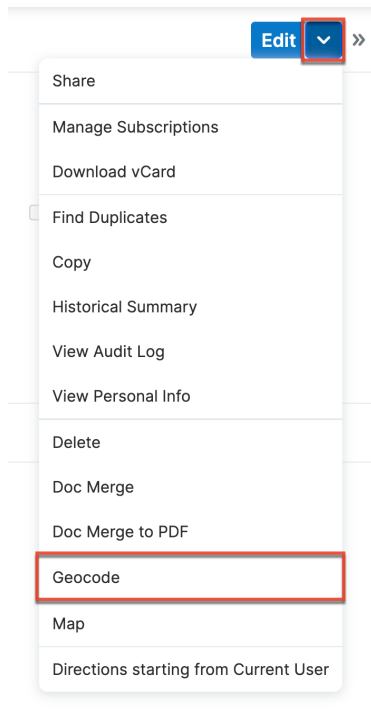 Edit
»
Share
Manage Subscriptions
Download vCard
Find Duplicates
Copy
Historical Summary
View Audit Log
View Personal Info
Delete
Doc Merge
Doc Merge to PDF
Geocode
Map
Directions starting from Current User